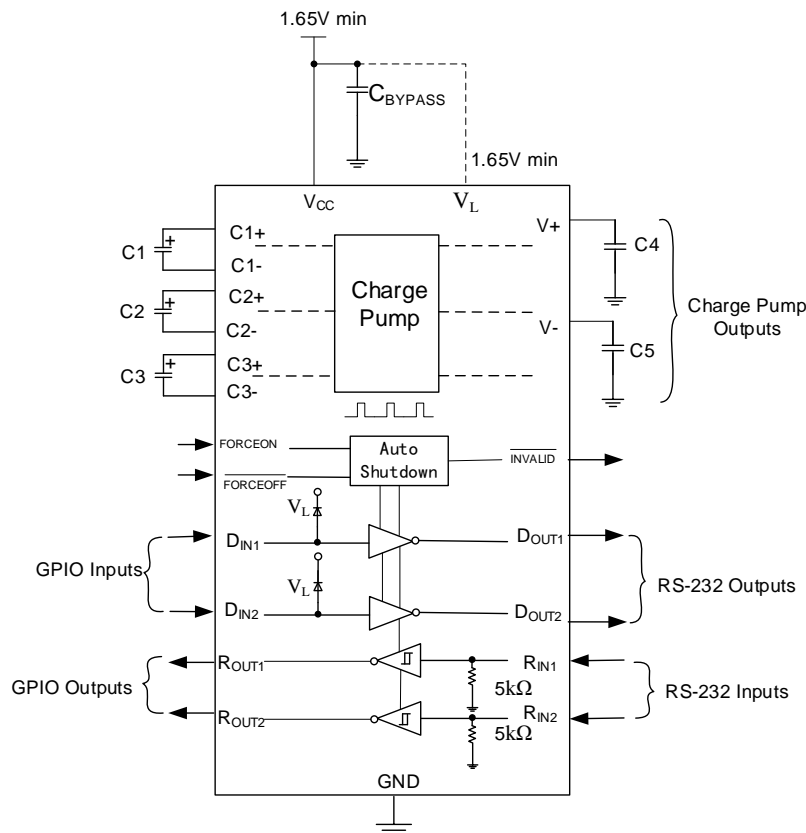 1.65V min
CBYPASS
1.65V min
VCC
VL
C1
C1+
C1-
C2
C2+
C2-
C3
C3+
C3-
Charge
Pump
V+
V-
C4
C5
Charge Pump
Outputs
FORCEON
FORCEOFF
Auto
Shutdown
INVALID
VL
DIN1
DOUT1
GPIO Inputs
VL
RS-232 Outputs
DIN2
DOUT2
ROUT1
RIN1
GPIO Outputs
5kΩ
RS-232 Inputs
ROUT2
RIN2
5kΩ
GND